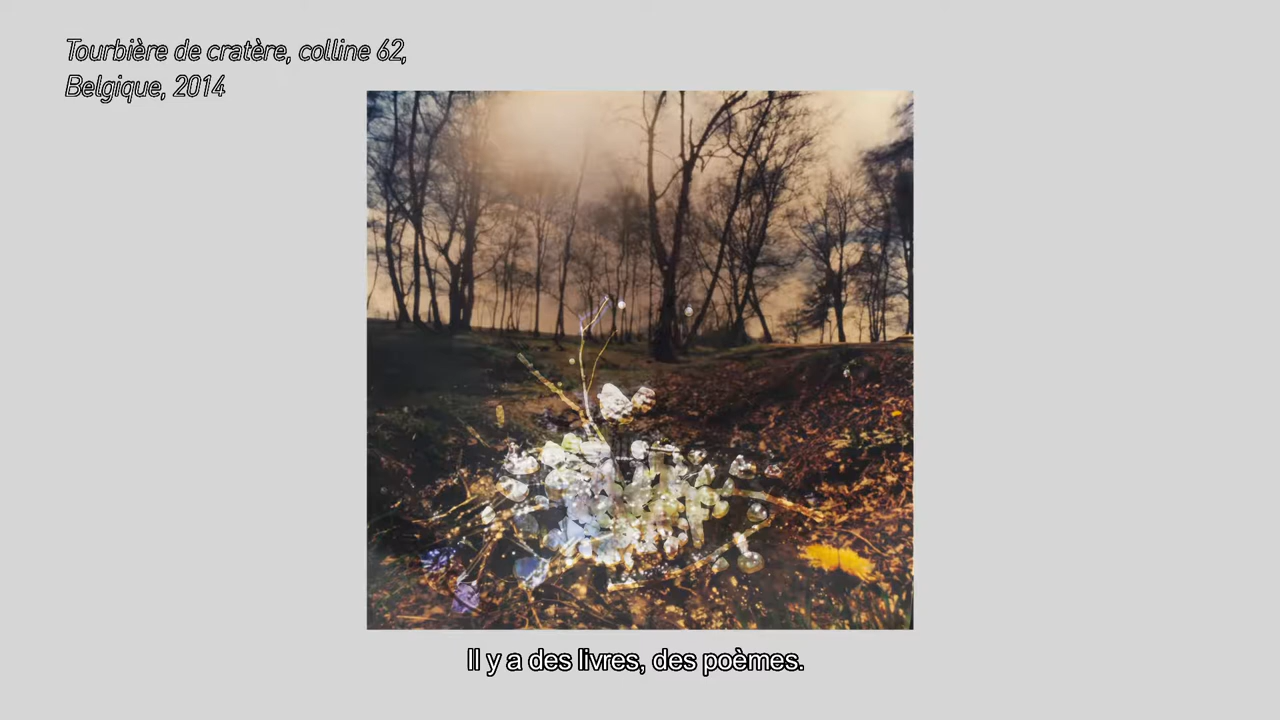 Tourbière de cratère, colline 62,
Belgique, 2014
Il y a des livres, des poèmes.